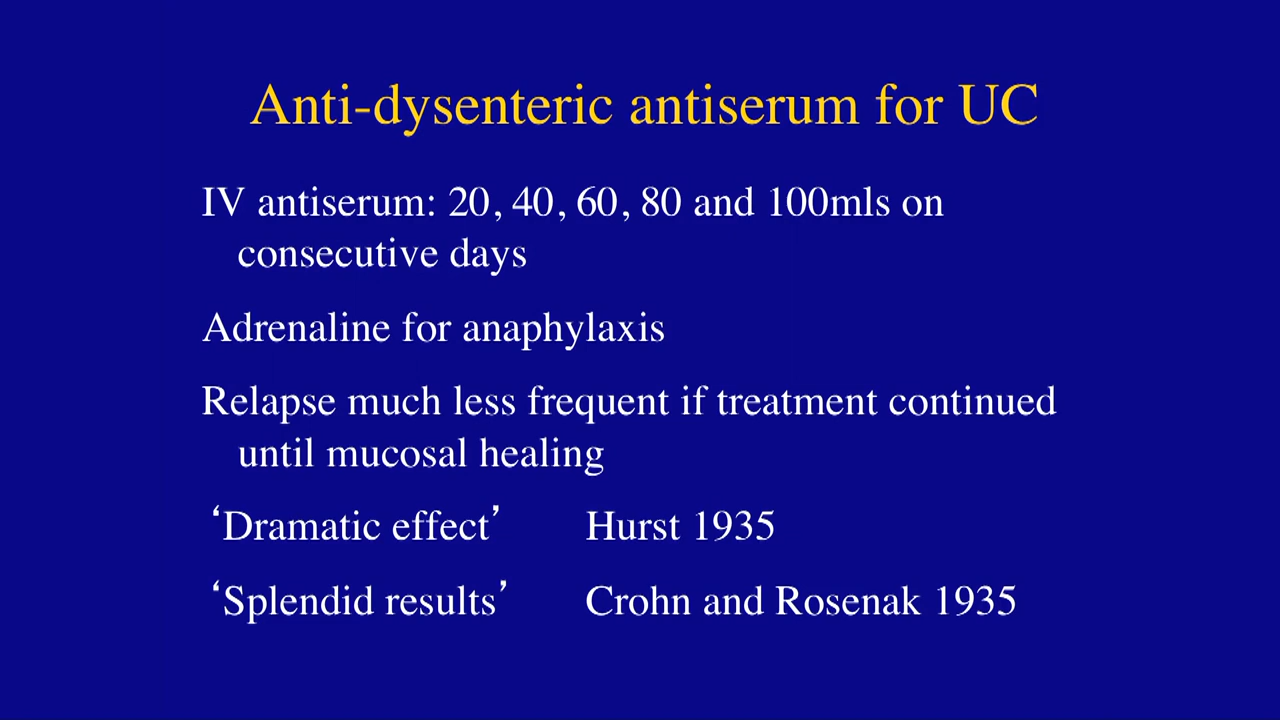 Anti-dysenteric antiserum for UC
IV antiserum: 20, 40, 60, 80 and 100mls on
consecutive days
Adrenaline for anaphylaxis
Relapse much less frequent if treatment continued
until mucosal healing
‘Dramatic effect’ Hurst 1935
‘Splendid results’ Crohn and Rosenak 1935